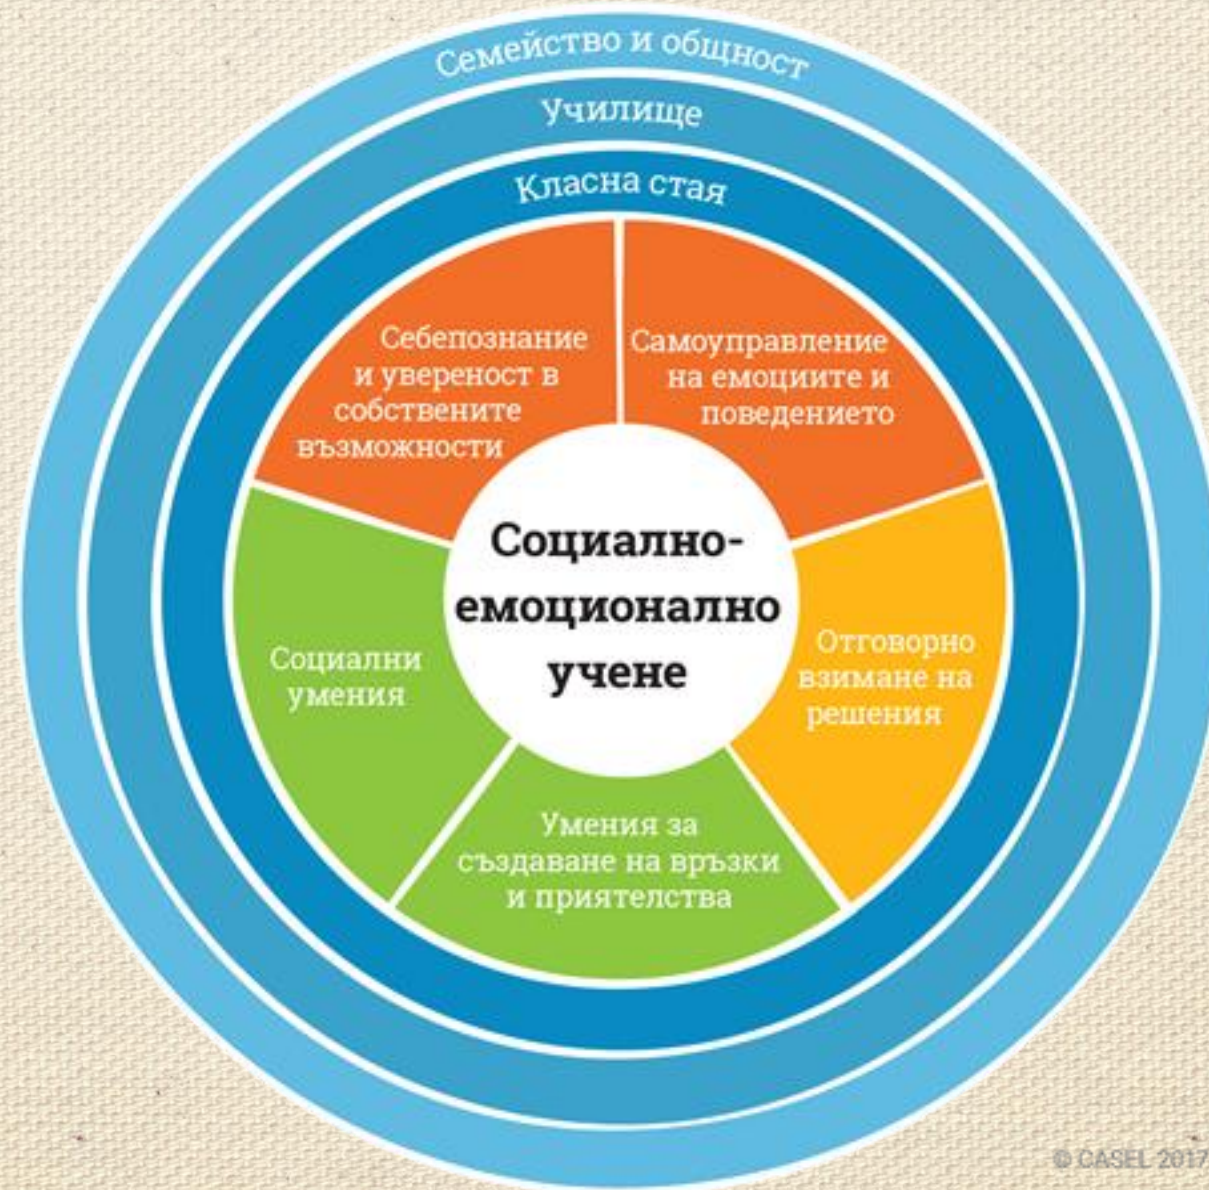 Семейство и общност
Училище
Класна стая
Себепознание
и увереност в
собствените
възможности
Самоуправление
на емоциите и
поведението
Социално-
емоционално
учене
Социални
умения
Отговорно
взимане на
решения
Умения за
създаване на връзки
и приятелства
© CASEL 2017